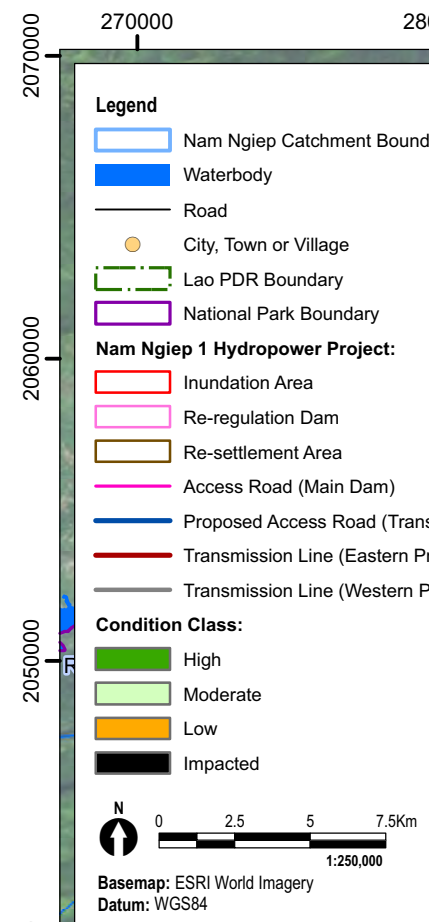 270000
280
2070000
Legend
Nam Ngiep Catchment Bound
Waterbody
Road
City, Town or Village
Lao PDR Boundary
National Park Boundary
2060000
Nam Ngiep 1 Hydropower Project:
Inundation Area
Re-regulation Dam
Re-settlement Area
Access Road (Main Dam)
Proposed Access Road (Trans
Transmission Line (Eastern Pr
Transmission Line (Western P
Condition Class:
2050000
R
High
Moderate
Low
Impacted
N
0 2.5 5 7.5Km
1:250,000
Basemap: ESRI World Imagery
Datum: WGS84